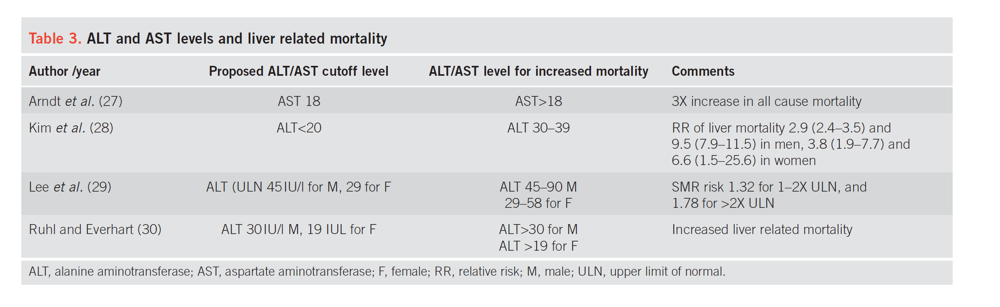 Table 3. ALT and AST levels and liver related mortality
Author /year Proposed ALT/AST cutoff level ALT/AST level for increased mortality Comments
Arndt et al. (27) AST 18 AST>18 3X increase in all cause mortality
Kim et al. (28) ALT<20 ALT 30–39 RR of liver mortality 2.9 (2.4–3.5) and
9.5 (7.9–11.5) in men, 3.8 (1.9–7.7) and
6.6 (1.5–25.6) in women
Lee et al. (29) ALT (ULN 45 IU/l for M, 29 for F ALT 45–90 M SMR risk 1.32 for 1–2X ULN, and
29–58 for F 1.78 for >2X ULN
Ruhl and Everhart (30) ALT 30 IU/l M, 19 IUL for F ALT>30 for M Increased liver related mortality
ALT >19 for F
ALT, alanine aminotransferase; AST, aspartate aminotransferase; F, female; RR, relative risk; M, male; ULN, upper limit of normal.